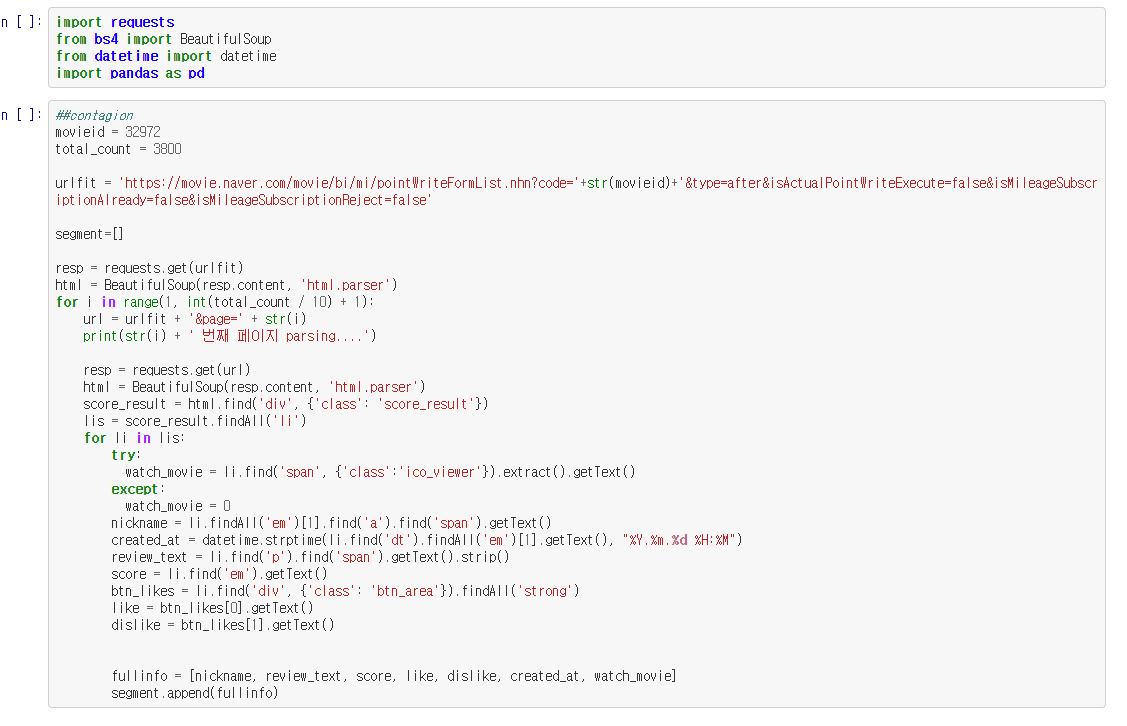 n [ ]:
import requests
from bs4 import BeautifulSoup
from datetime import datetime
import pandas as pd
n [ ]:
##contagion
movieid = 32972
total_count = 3800
urlfit = 'https://movie.naver.com/movie/bi/mi/pointWriteFormList.nhn?code='+str(movieid)+'&type=after&isActualPointWriteExecute=false&isMileageSubscr
iptionAlready=false&isMileageSubscriptionReject=false'
segment=[]
resp = requests.get(urlfit)
html = BeautifulSoup(resp.content, 'html.parser')
for i in range(1, int(total_count / 10) + 1):
    url = urlfit + '&page=' + str(i)
    print(str(i) + ' 번째 페이지 parsing....')
    resp = requests.get(url)
    html = BeautifulSoup(resp.content, 'html.parser')
    score_result = html.find('div', {'class': 'score_result'})
    lis = score_result.findAll('li')
    for li in lis:
        try:
          watch_movie = li.find('span', {'class':'ico_viewer'}).extract().getText()
        except:
          watch_movie = 0
        nickname = li.findAll('em')[1].find('a').find('span').getText()
        created_at = datetime.strptime(li.find('dt').findAll('em')[1].getText(), "%Y.%m.%d %H:%M")
        review_text = li.find('p').find('span').getText().strip()
        score = li.find('em').getText()
        btn_likes = li.find('div', {'class': 'btn_area'}).findAll('strong')
        like = btn_likes[0].getText()
        dislike = btn_likes[1].getText()
        fullinfo = [nickname, review_text, score, like, dislike, created_at, watch_movie]
        segment.append(fullinfo)